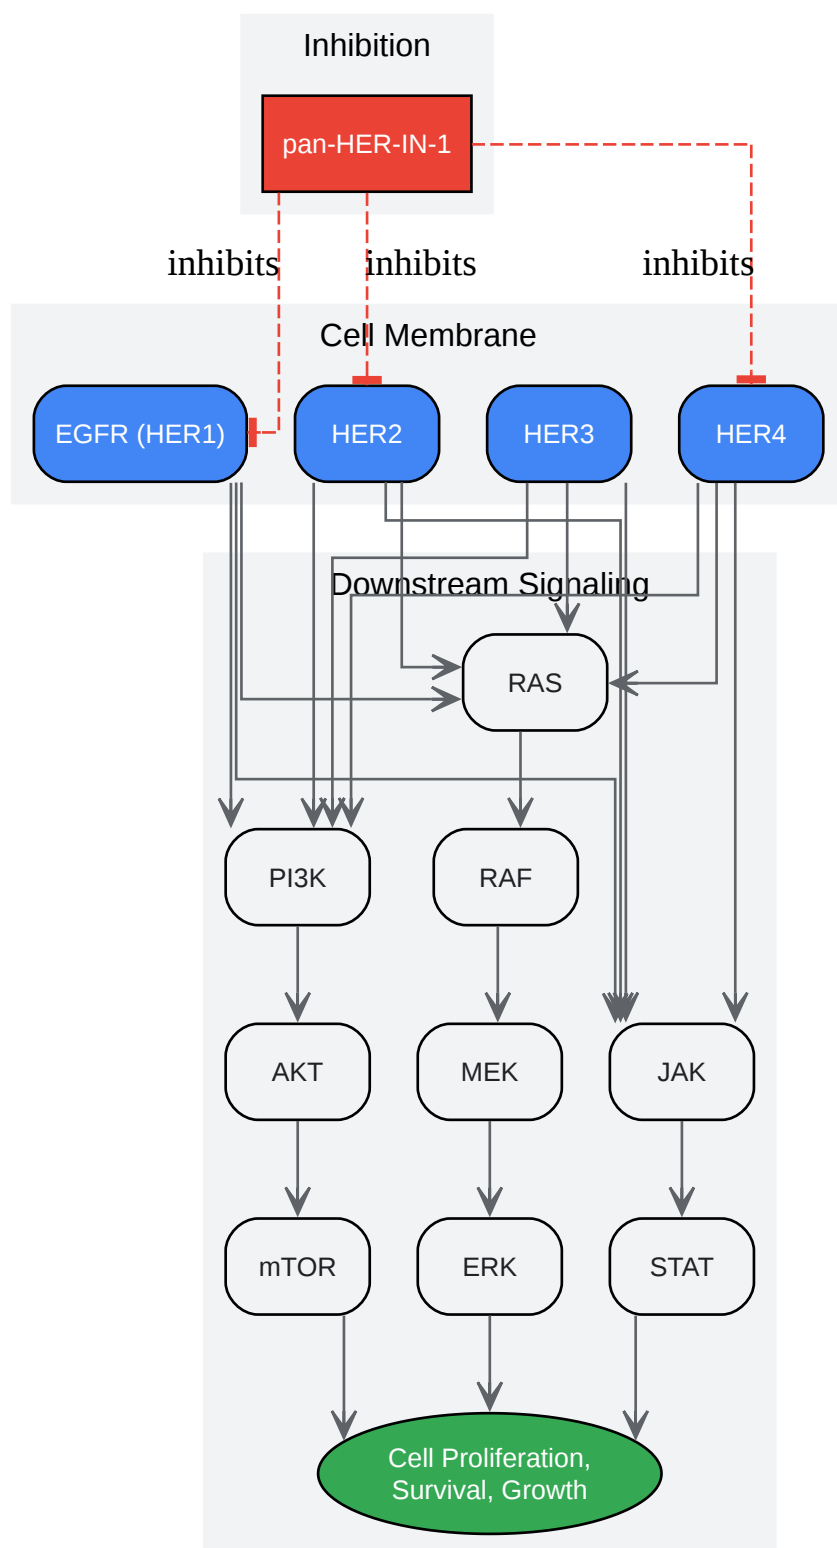 Inhibition
pan-HER-IN-1
inhibits
inhibits
inhibits
Cell Membrane
EGFR (HER1)
HER2
HER3
HER4
Downstream Signaling
RAS
PI3K
RAF
AKT
MEK
JAK
mTOR
ERK
STAT
Cell Proliferation,
Survival, Growth